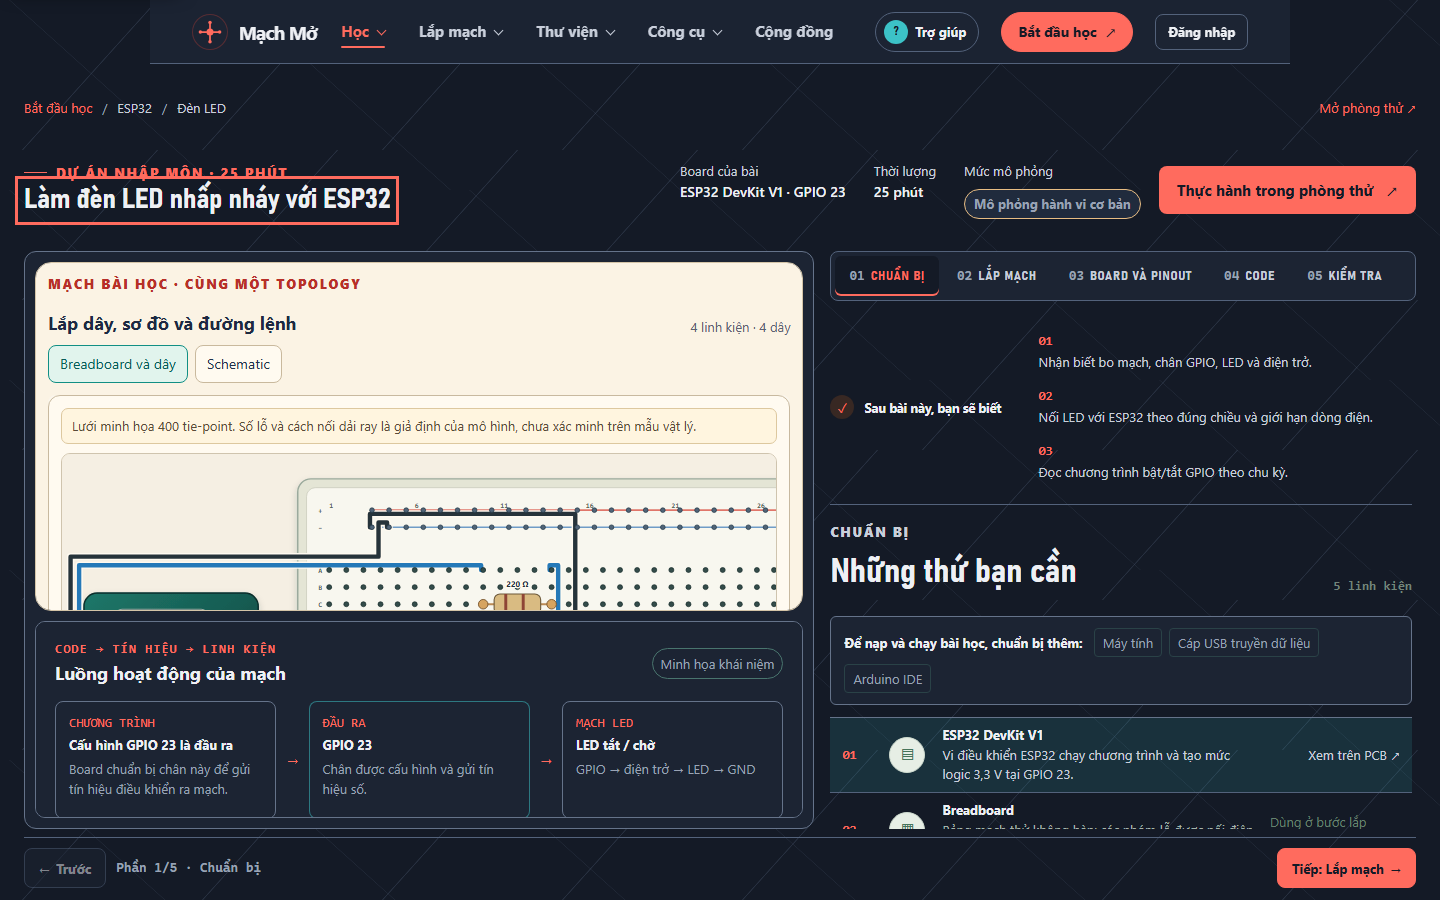 Mạch Mở
Học
Lắp mạch
Thư viện
Công cụ
Cộng đồng
? Trợ giúp
Bắt đầu học ↗
Đăng nhập
Bắt đầu học / ESP32 / Đèn LED
Mở phòng thử ↗
DỰ ÁN NHẬP MÔN · 25 PHÚT
Làm đèn LED nhấp nháy với ESP32
Board của bài
ESP32 DevKit V1 · GPIO 23
Thời lượng
25 phút
Mức mô phỏng
Mô phỏng hành vi cơ bản
Thực hành trong phòng thử ↗
MẠCH BÀI HỌC · CÙNG MỘT TOPOLOGY
Lắp dây, sơ đồ và đường lệnh
4 linh kiện · 4 dây
Breadboard và dây
Schematic
Lưới minh họa 400 tie-point. Số lỗ và cách nối dải ray là giả định của mô hình, chưa xác minh trên mẫu vật lý.
1 6 11 16 21 26
+
−
A
B
C
220 Ω
CODE → TÍN HIỆU → LINH KIỆN
Luồng hoạt động của mạch
Minh họa khái niệm
CHƯƠNG TRÌNH
Cấu hình GPIO 23 là đầu ra
Board chuẩn bị chân này để gửi
tín hiệu điều khiển ra mạch.
→
ĐẦU RA
GPIO 23
Chân được cấu hình và gửi tín
hiệu số.
→
MẠCH LED
LED tắt / chờ
GPIO → điện trở → LED → GND
01 CHUẨN BỊ
02 LẮP MẠCH
03 BOARD VÀ PINOUT
04 CODE
05 KIỂM TRA
✓ Sau bài này, bạn sẽ biết
01
Nhận biết bo mạch, chân GPIO, LED và điện trở.
02
Nối LED với ESP32 theo đúng chiều và giới hạn dòng điện.
03
Đọc chương trình bật/tắt GPIO theo chu kỳ.
CHUẨN BỊ
Những thứ bạn cần
5 linh kiện
Để nạp và chạy bài học, chuẩn bị thêm:
Máy tính
Cáp USB truyền dữ liệu
Arduino IDE
01
ESP32 DevKit V1
Vi điều khiển ESP32 chạy chương trình và tạo mức
logic 3,3 V tại GPIO 23.
Xem trên PCB ↗
Breadboard
Dùng ở bước lắp
← Trước
Phần 1/5 · Chuẩn bị
Tiếp: Lắp mạch →